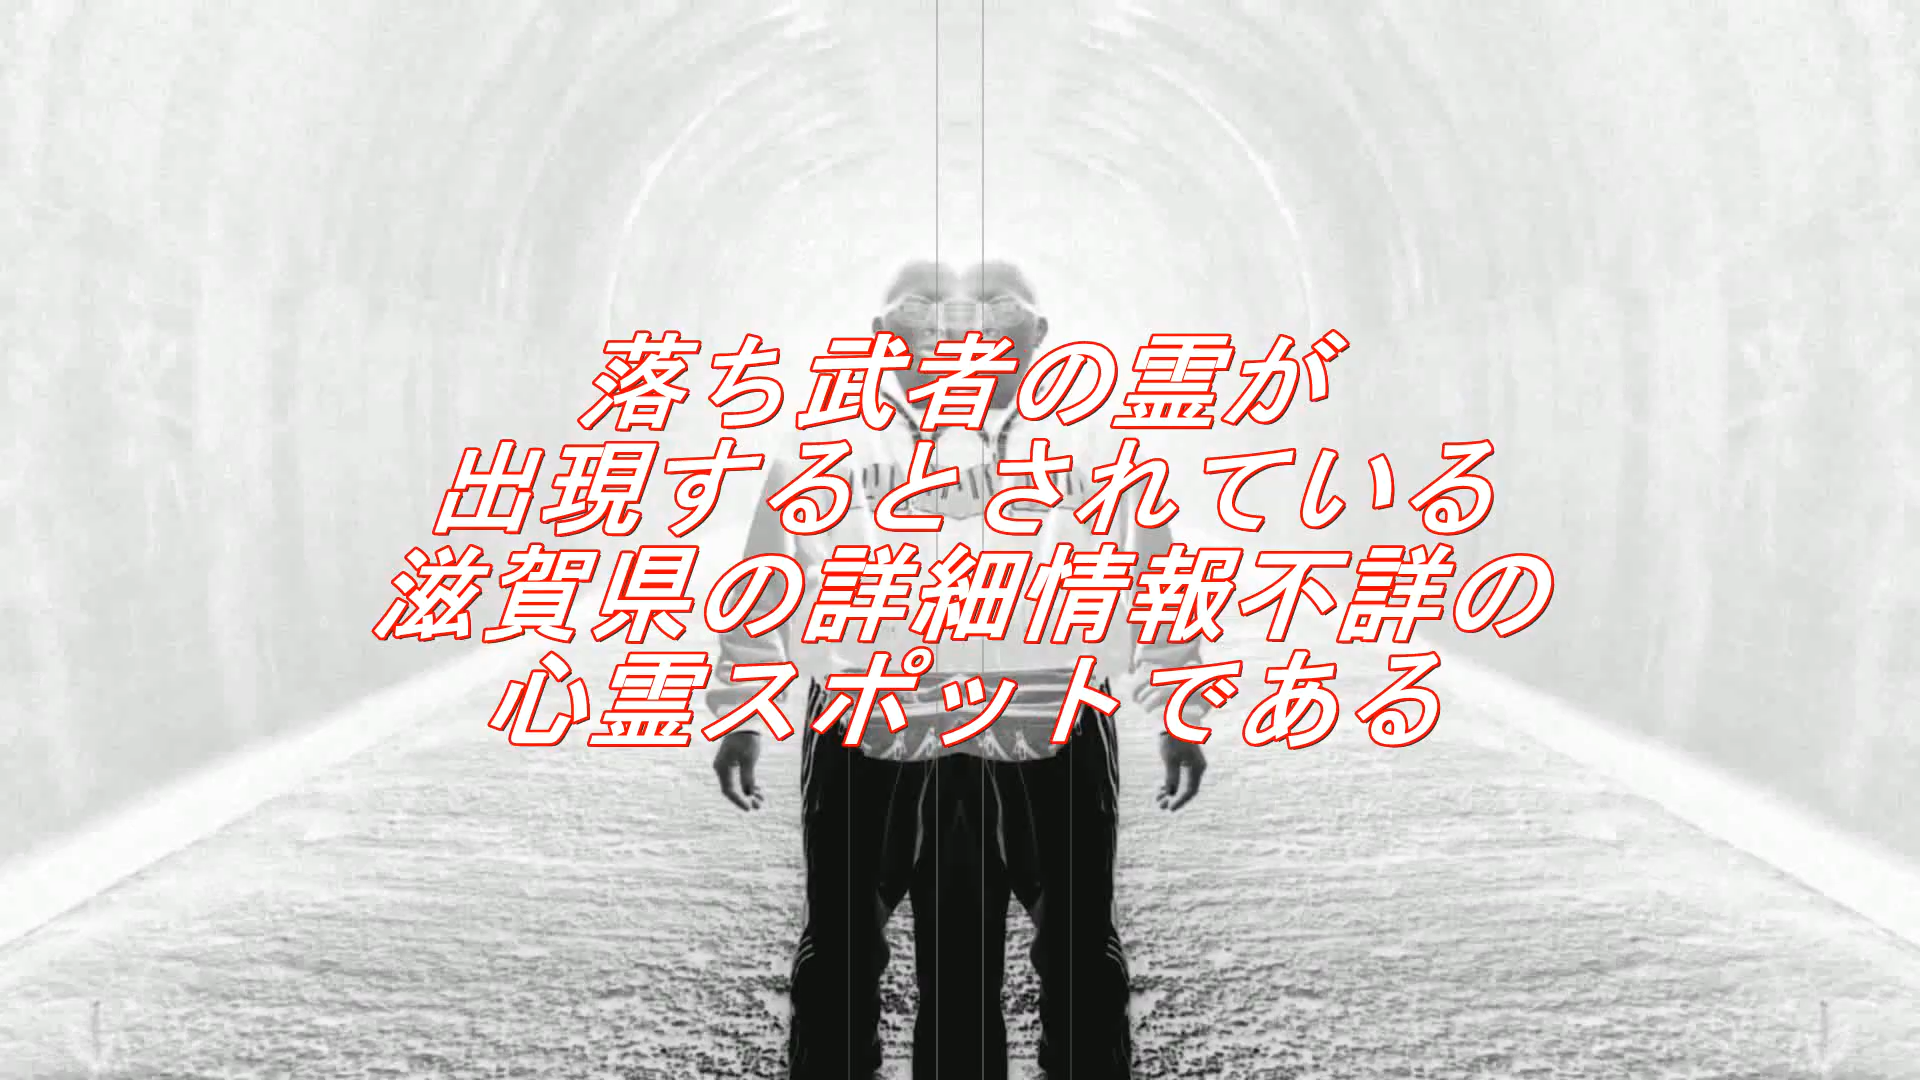 落ち武者の霊が
出現するとされている
滋賀県の詳細情報不詳の
心霊スポットである